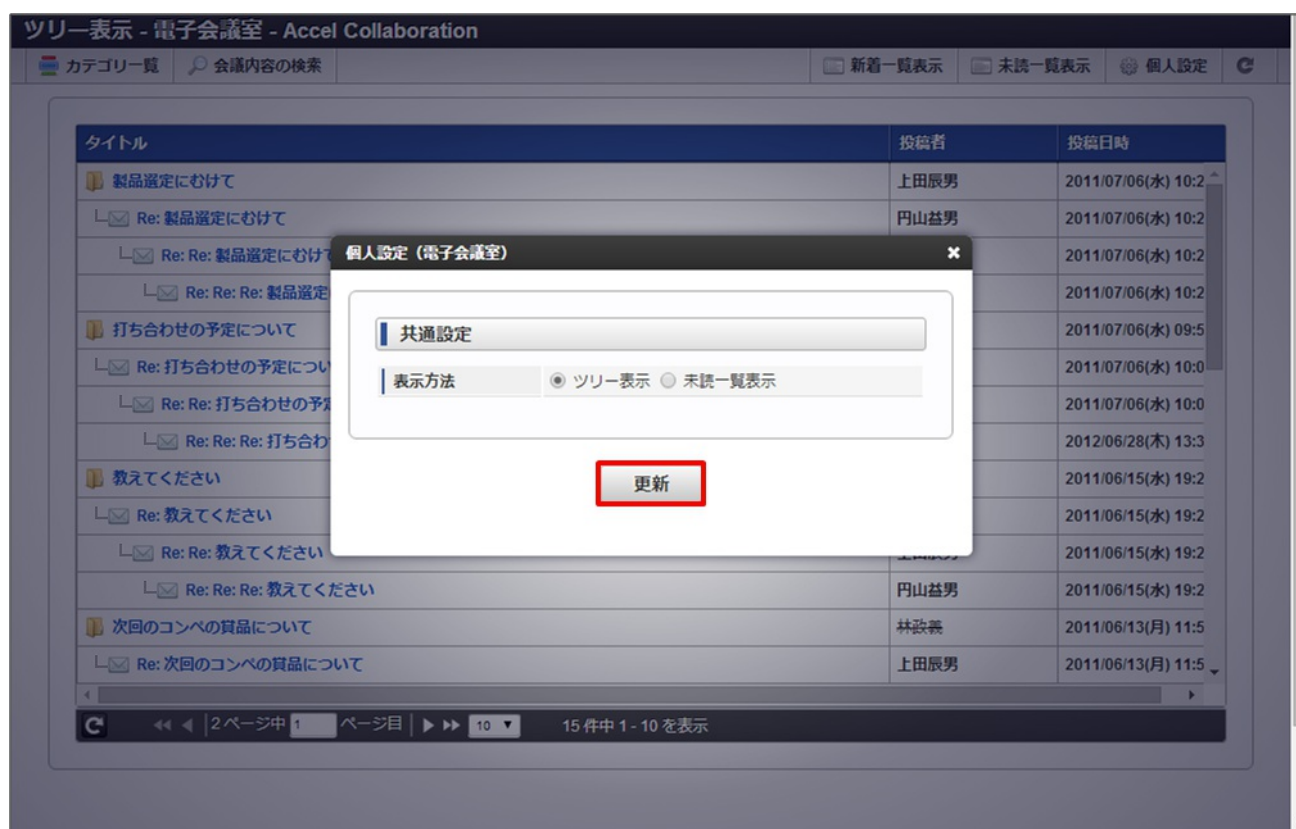 ツリー表示 - 電子会議室 - Accel Collaboration
カテゴリ一覧 会議内容の検索 新着一覧表示 未読一覧表示 個人設定
タイトル 投稿者 投稿日時
製品選定にむけて 上田辰男 2011/07/06(水) 10:2
Re: 製品選定にむけて 円山益男 2011/07/06(水) 10:2
Re: Re: 製品選定にむけて 2011/07/06(水) 10:2
Re: Re: Re: 製品選定 2011/07/06(水) 10:2
打ち合わせの予定について 2011/07/06(水) 09:5
Re: 打ち合わせの予定につい 2011/07/06(水) 10:0
Re: Re: 打ち合わせの予定 2011/07/06(水) 10:0
Re: Re: Re: 打ち合わ 2012/06/28(木) 13:3
教えてください 2011/06/15(水) 19:2
Re: 教えてください 2011/06/15(水) 19:2
Re: Re: 教えてください 2011/06/15(水) 19:2
Re: Re: Re: 教えてください 円山益男 2011/06/15(水) 19:2
次回のコンペの賞品について 林政義 2011/06/13(月) 11:5
Re: 次回のコンペの賞品について 上田辰男 2011/06/13(月) 11:5
2ページ中 1 ページ目 10 15 件中 1 - 10 を表示
個人設定（電子会議室）
共通設定
表示方法 ツリー表示 未読一覧表示
更新